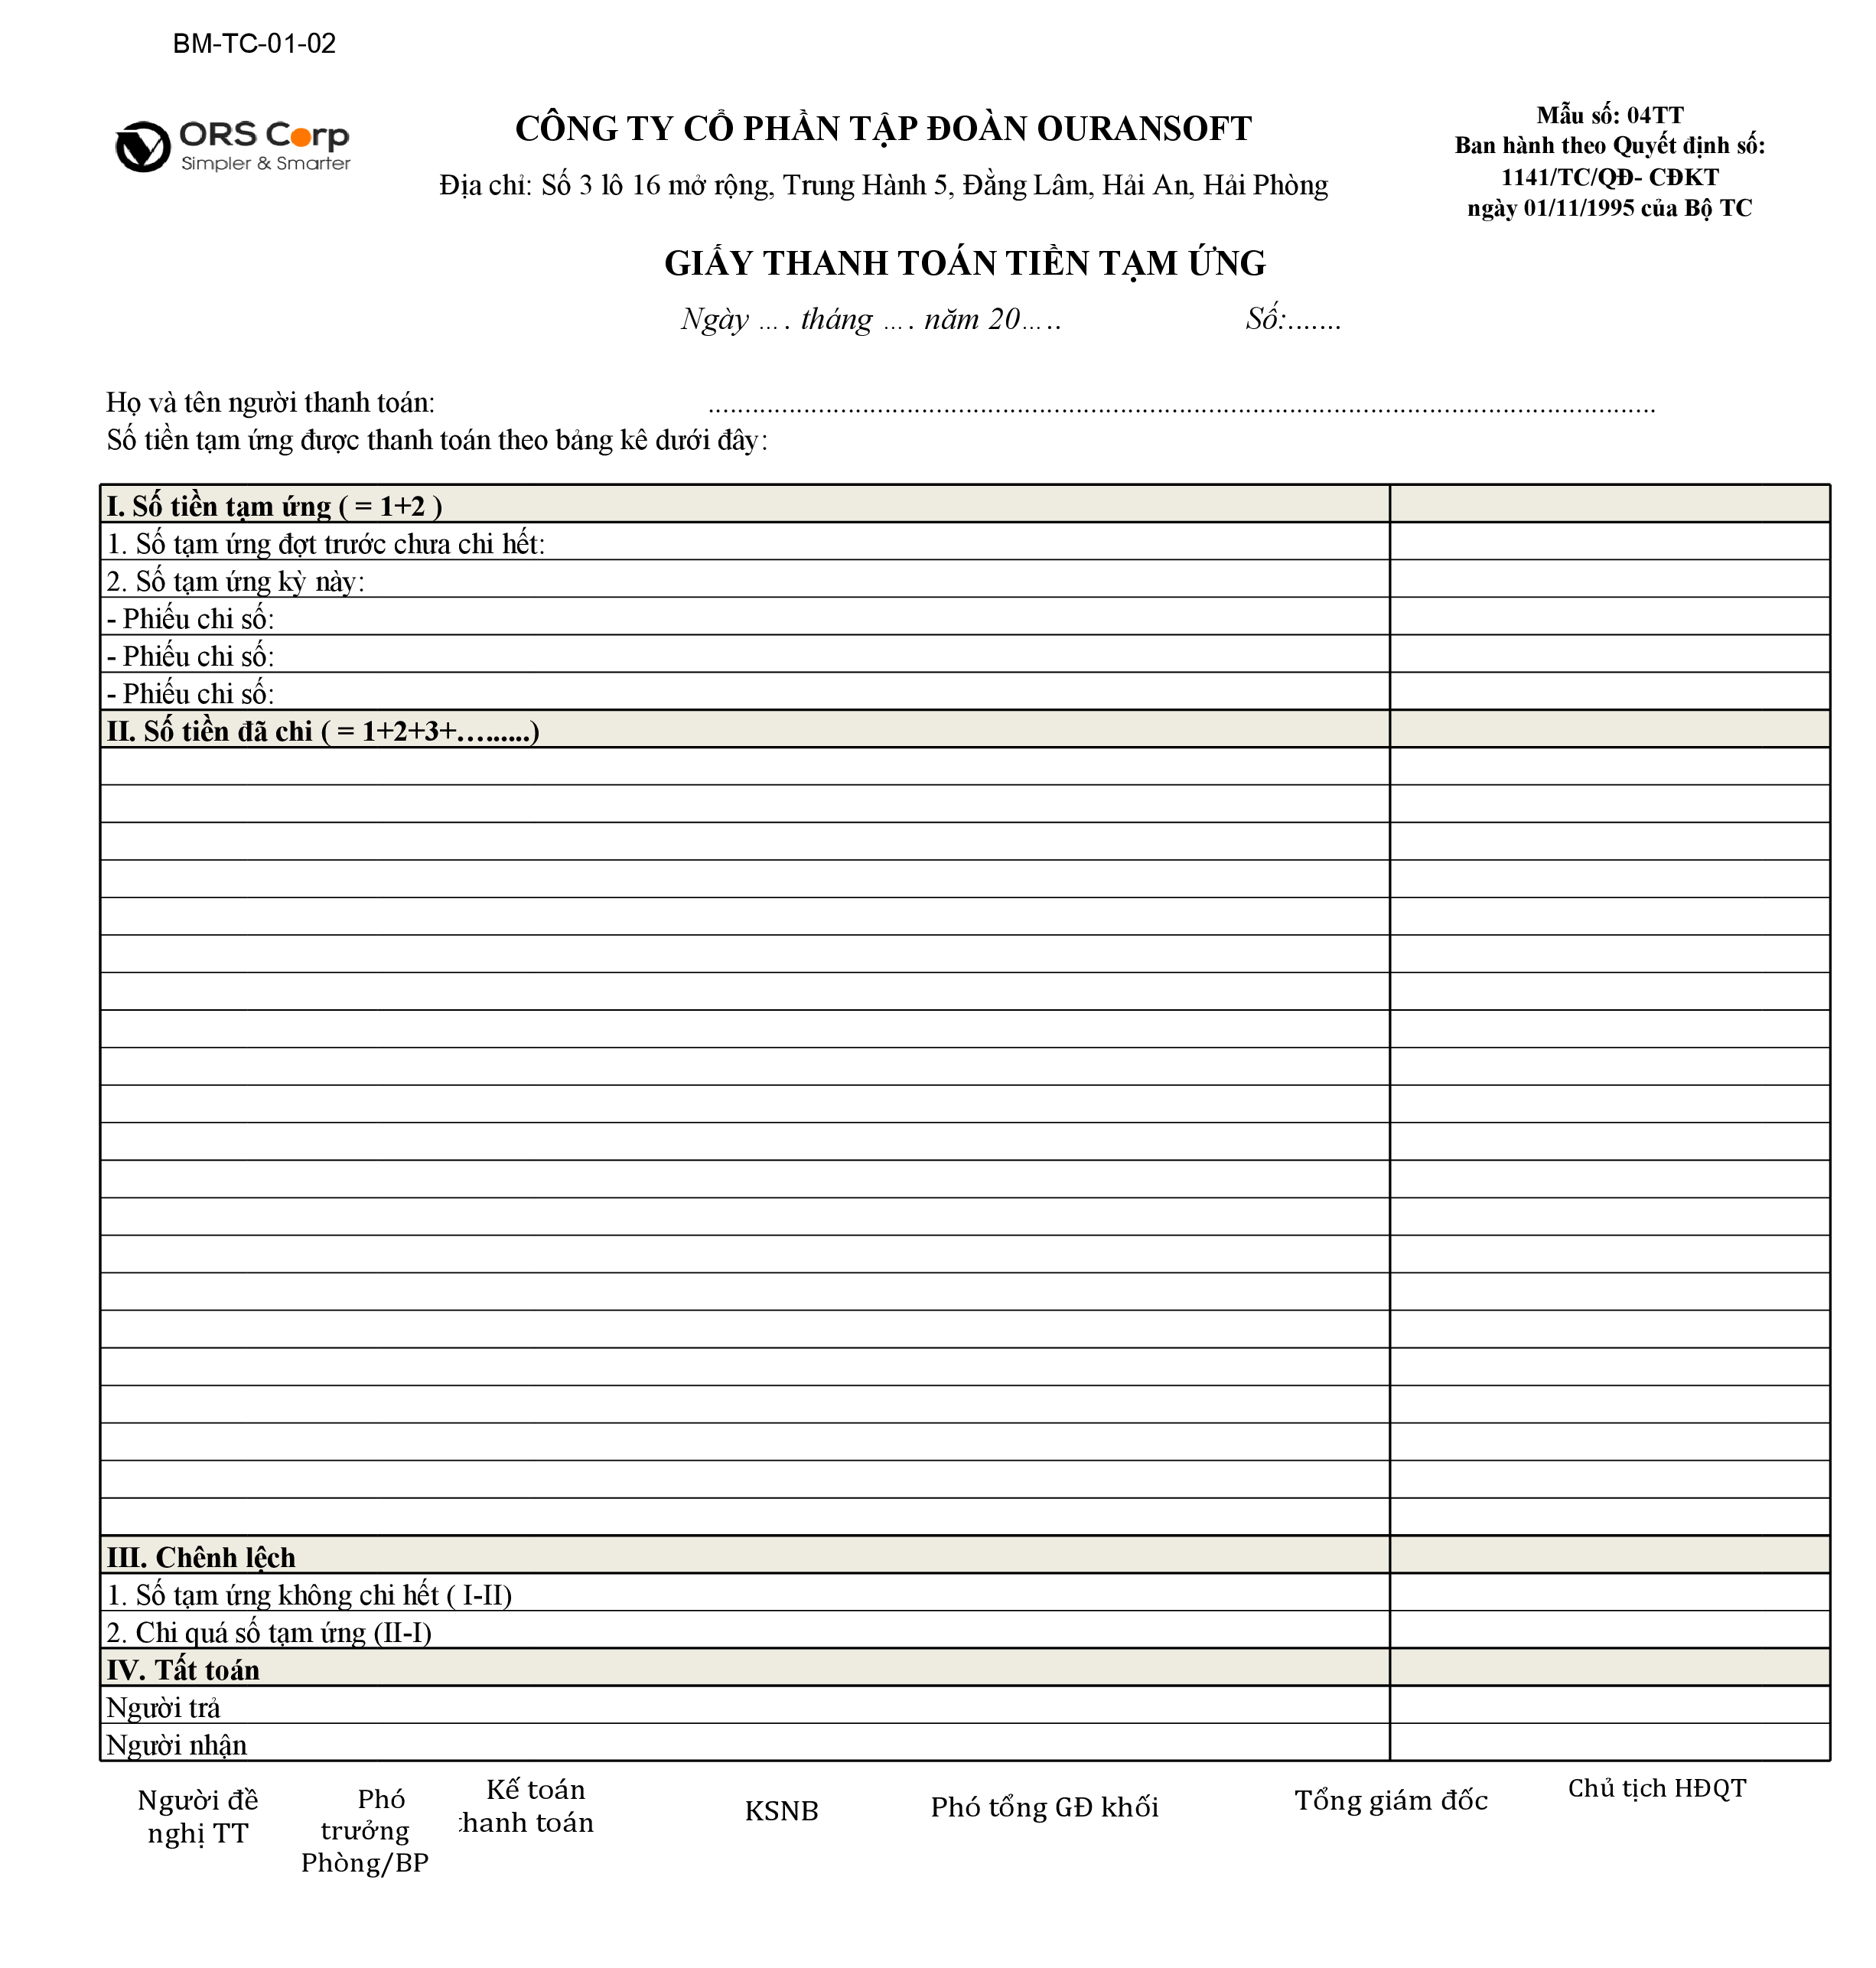 BM-TC-01-02
ORS Corp
Simpler & Smarter
CÔNG TY CỔ PHẦN TẬP ĐOÀN OURANSOFT
Địa chỉ: Số 3 lô 16 mở rộng, Trung Hành 5, Đằng Lâm, Hải An, Hải Phòng
Mẫu số: 04TT
Ban hành theo Quyết định số:
1141/TC/QĐ- CĐKT
ngày 01/11/1995 của Bộ TC
GIẤY THANH TOÁN TIỀN TẠM ỨNG
Ngày …. tháng …. năm 20….. Số:.......
Họ và tên người thanh toán: ................................................................................................................................
Số tiền tạm ứng được thanh toán theo bảng kê dưới đây:
I. Số tiền tạm ứng ( = 1+2 )
1. Số tạm ứng đợt trước chưa chi hết:
2. Số tạm ứng kỳ này:
- Phiếu chi số:
- Phiếu chi số:
- Phiếu chi số:
II. Số tiền đã chi ( = 1+2+3+….......)
III. Chênh lệch
1. Số tạm ứng không chi hết ( I-II)
2. Chi quá số tạm ứng (II-I)
IV. Tất toán
Người trả
Người nhận
Người đề
nghị TT
Phó
trưởng
Phòng/BP
Kế toán
thanh toán
KSNB
Phó tổng GĐ khối
Tổng giám đốc
Chủ tịch HĐQT